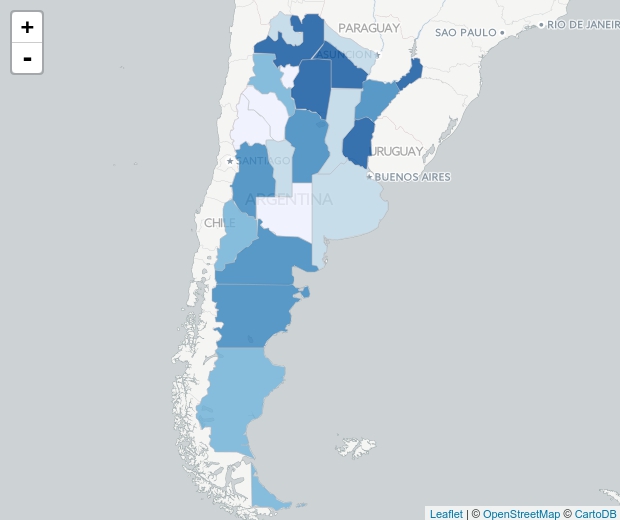 +
-
PARAGUAY
SAO PAULO
RIO DE JANEIR
ASUNCION
SANTIAGO
URUGUAY
BUENOS AIRES
ARGENTINA
CHILE
Leaflet | © OpenStreetMap © CartoDB